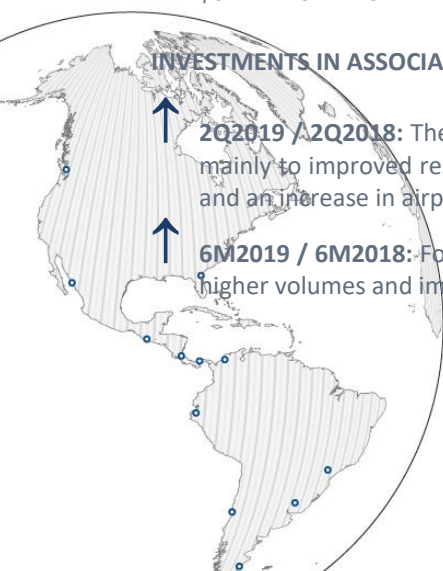 INVESTMENTS IN ASSOCIA
2Q2019 / 2Q2018: The
mainly to improved re
and an increase in airp
6M2019 / 6M2018: Fo
higher volumes and im